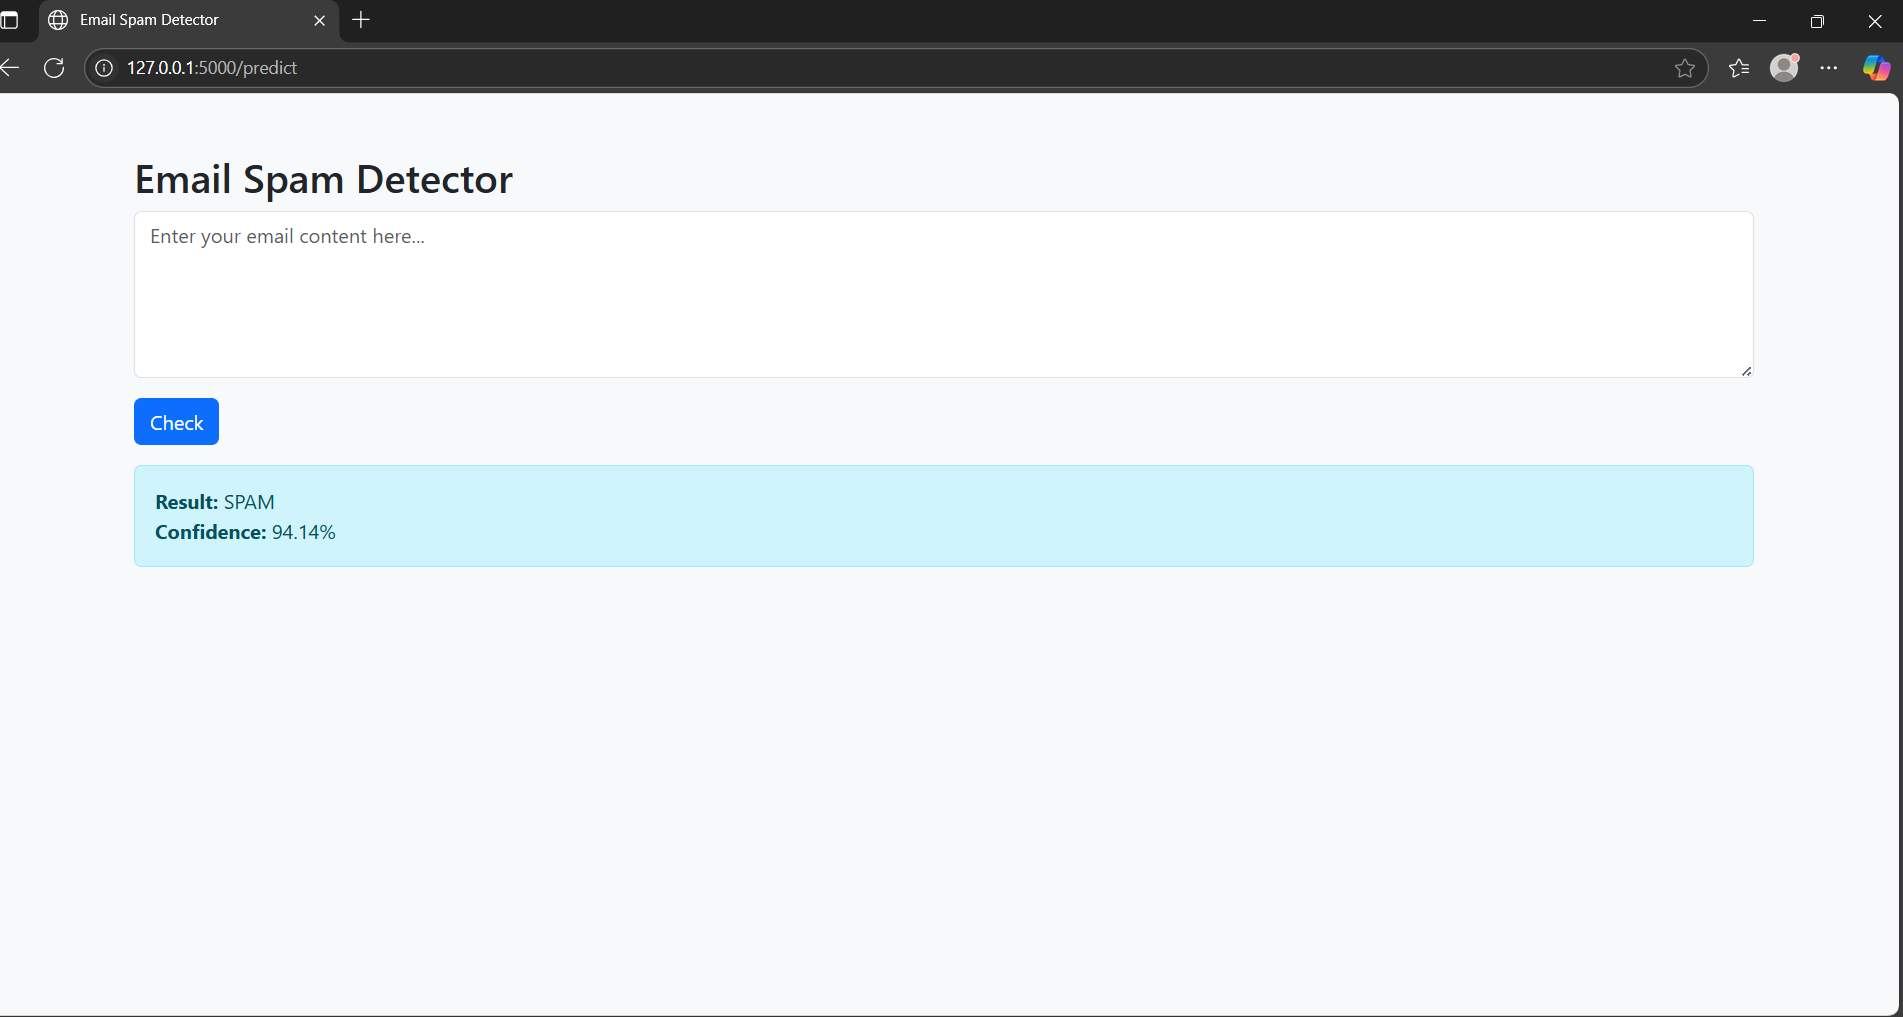 Email Spam Detector
127.0.0.1:5000/predict
Email Spam Detector
Enter your email content here...
Check
Result: SPAM
Confidence: 94.14%